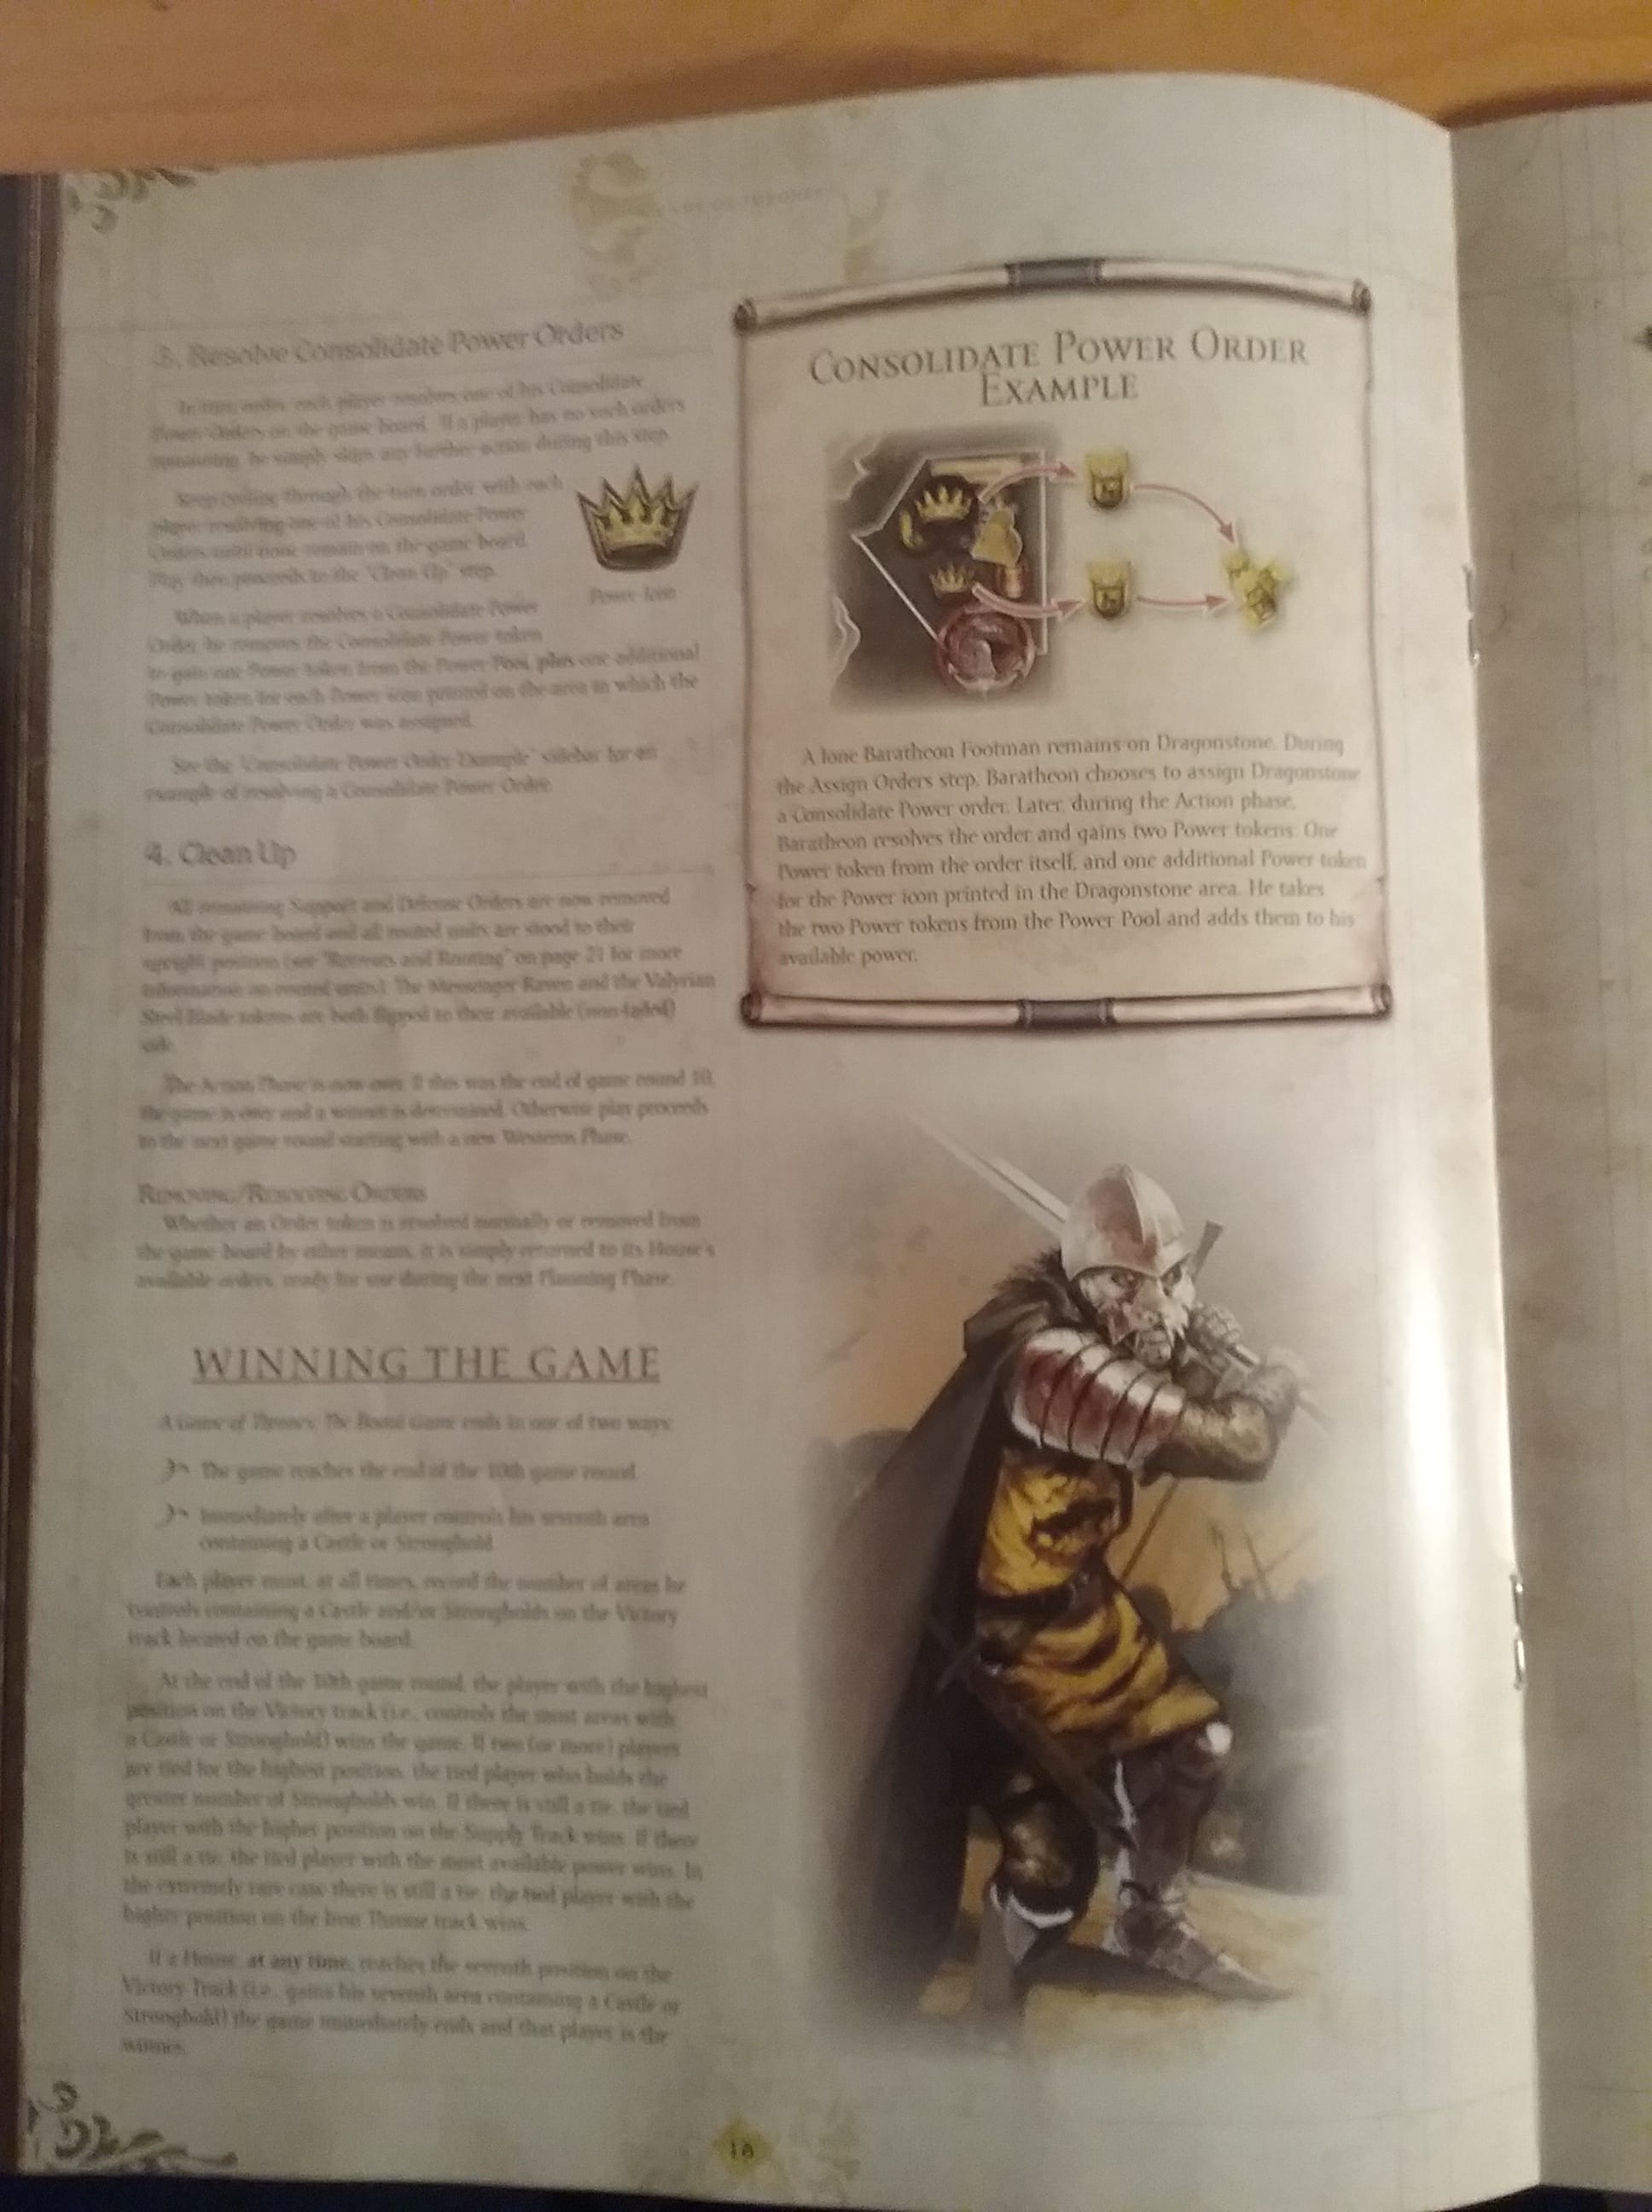 A GAME OF THRONES
3. Resolve Consolidate Power Orders
In turn order, each player resolves one of his Consolidate
Power Orders on the game board. If a player has no such orders
remaining, he simply skips any further action during this step.
Keep cycling through the turn order with each
player resolving one of his Consolidate Power
Orders until none remain on the game board.
Play then proceeds to the "Clean Up" step.
Power Icon
When a player resolves a Consolidate Power
Order, he removes the Consolidate Power token
to gain one Power token from the Power Pool, plus one additional
Power token for each Power icon printed on the area in which the
Consolidate Power Order was assigned.
See the "Consolidate Power Order Example" sidebar for an
example of resolving a Consolidate Power Order.
4. Clean Up
All remaining Support and Defense Orders are now removed
from the game board and all routed units are stood to their
upright position (see "Retreats and Routing" on page 21 for more
information on routed units). The Messenger Raven and the Valyrian
Steel Blade tokens are both flipped to their available (non-faded)
side.
The Action Phase is now over. If this was the end of game round 10,
the game is over and a winner is determined. Otherwise play proceeds
to the next game round starting with a new Westeros Phase.
Removing/Resolving Orders
Whether an Order token is resolved normally or removed from
the game board by other means, it is simply returned to its House's
available orders, ready for use during the next Planning Phase.
WINNING THE GAME
A Game of Thrones: The Board Game ends in one of two ways:
The game reaches the end of the 10th game round.
Immediately after a player controls his seventh area
containing a Castle or Stronghold
Each player must, at all times, record the number of areas he
controls containing a Castle and/or Strongholds on the Victory
track located on the game board.
At the end of the 10th game round, the player with the highest
position on the Victory track (i.e., controls the most areas with
a Castle or Stronghold) wins the game. If two (or more) players
are tied for the highest position, the tied player who holds the
greater number of Strongholds win. If there is still a tie, the tied
player with the higher position on the Supply Track wins. If there
is still a tie, the tied player with the most available power wins. In
the extremely rare case there is still a tie, the tied player with the
higher position on the Iron Throne track wins.
If a House, at any time, reaches the seventh position on the
Victory Track (i.e., gains his seventh area containing a Castle or
Stronghold) the game immediately ends and that player is the
winner.
CONSOLIDATE POWER ORDER
EXAMPLE
A lone Baratheon Footman remains on Dragonstone. During
the Assign Orders step, Baratheon chooses to assign Dragonstone
a Consolidate Power order. Later, during the Action phase,
Baratheon resolves the order and gains two Power tokens: One
Power token from the order itself, and one additional Power token
for the Power icon printed in the Dragonstone area. He takes
the two Power tokens from the Power Pool and adds them to his
available power.
18